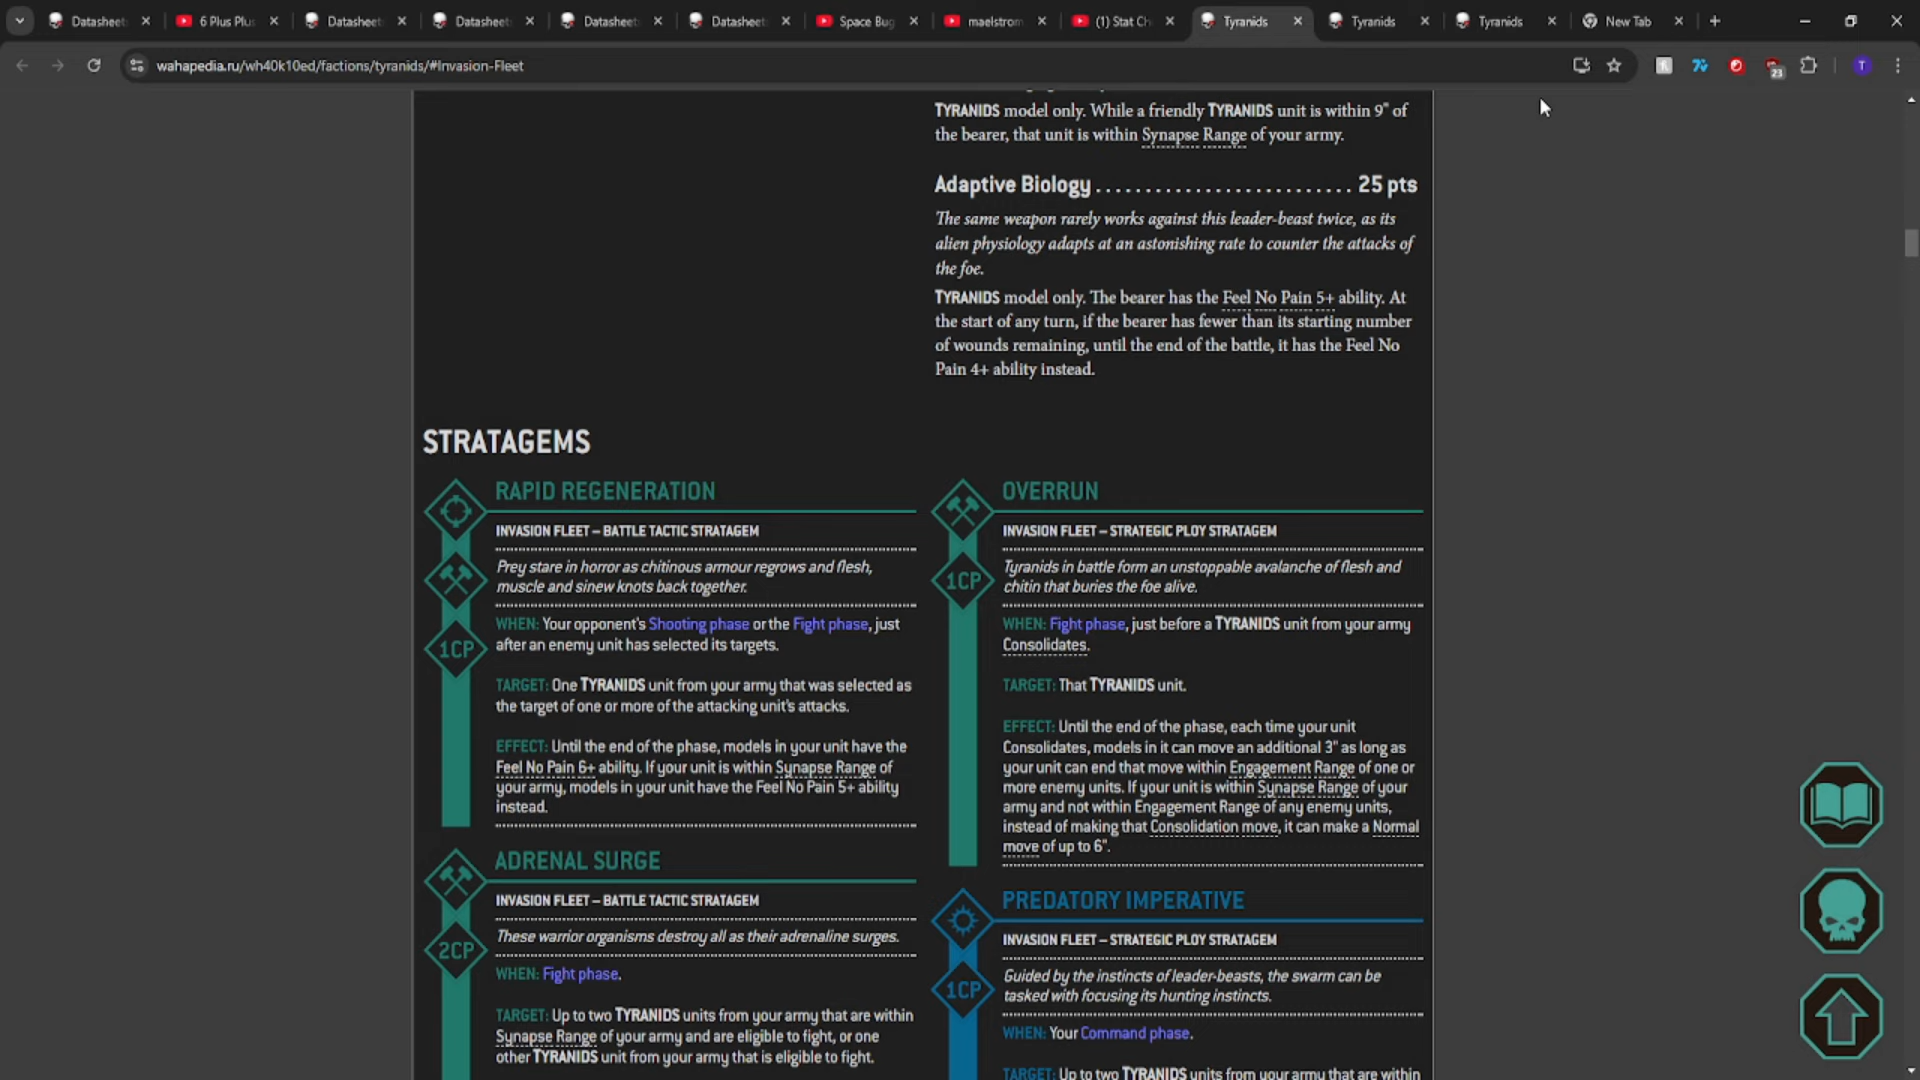 Datasheet
6 Plus Plus
Datasheet
Datasheet
Datasheet
Datasheet
Space Bug
maelstrom
(1) Stat Ch
Tyranids
Tyranids
Tyranids
New Tab
wahapedia.ru/wh40k10ed/factions/tyranids/#Invasion-Fleet
23
T
TYRANIDS model only. While a friendly TYRANIDS unit is within 9" of
the bearer, that unit is within Synapse Range of your army.
Adaptive Biology . . . . . . . . . . . . . . . . . . . . . . . . . . 25 pts
The same weapon rarely works against this leader-beast twice, as its
alien physiology adapts at an astonishing rate to counter the attacks of
the foe.
TYRANIDS model only. The bearer has the Feel No Pain 5+ ability. At
the start of any turn, if the bearer has fewer than its starting number
of wounds remaining, until the end of the battle, it has the Feel No
Pain 4+ ability instead.
STRATAGEMS
RAPID REGENERATION
INVASION FLEET – BATTLE TACTIC STRATAGEM
Prey stare in horror as chitinous armour regrows and flesh,
muscle and sinew knots back together.
1CP
WHEN: Your opponent's Shooting phase or the Fight phase, just
after an enemy unit has selected its targets.
TARGET: One TYRANIDS unit from your army that was selected as
the target of one or more of the attacking unit's attacks.
EFFECT: Until the end of the phase, models in your unit have the
Feel No Pain 6+ ability. If your unit is within Synapse Range of
your army, models in your unit have the Feel No Pain 5+ ability
instead.
ADRENAL SURGE
INVASION FLEET – BATTLE TACTIC STRATAGEM
These warrior organisms destroy all as their adrenaline surges.
2CP
WHEN: Fight phase.
TARGET: Up to two TYRANIDS units from your army that are within
Synapse Range of your army and are eligible to fight, or one
other TYRANIDS unit from your army that is eligible to fight.
OVERRUN
INVASION FLEET – STRATEGIC PLOY STRATAGEM
Tyranids in battle form an unstoppable avalanche of flesh and
chitin that buries the foe alive.
1CP
WHEN: Fight phase, just before a TYRANIDS unit from your army
Consolidates.
TARGET: That TYRANIDS unit.
EFFECT: Until the end of the phase, each time your unit
Consolidates, models in it can move an additional 3" as long as
your unit can end that move within Engagement Range of one or
more enemy units. If your unit is within Synapse Range of your
army and not within Engagement Range of any enemy units,
instead of making that Consolidation move, it can make a Normal
move of up to 6".
PREDATORY IMPERATIVE
INVASION FLEET – STRATEGIC PLOY STRATAGEM
Guided by the instincts of leader-beasts, the swarm can be
tasked with focusing its hunting instincts.
1CP
WHEN: Your Command phase.
TARGET: Up to two TYRANIDS units from your army that are within